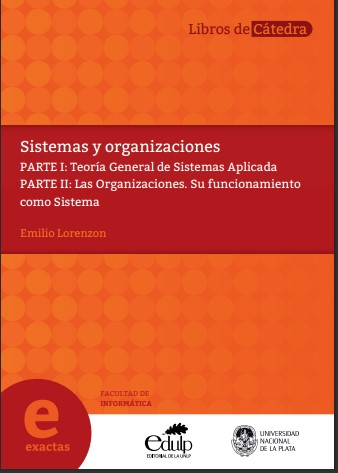 Libros de Cátedra
Sistemas y organizaciones
PARTE I: Teoría General de Sistemas Aplicada
PARTE II: Las Organizaciones. Su funcionamiento
como Sistema
Emilio Lorenzon
FACULTAD DE
INFORMÁTICA
e
exactas
edulp
EDITORIAL DE LA UNLP
UNIVERSIDAD
NACIONAL
DE LA PLATA